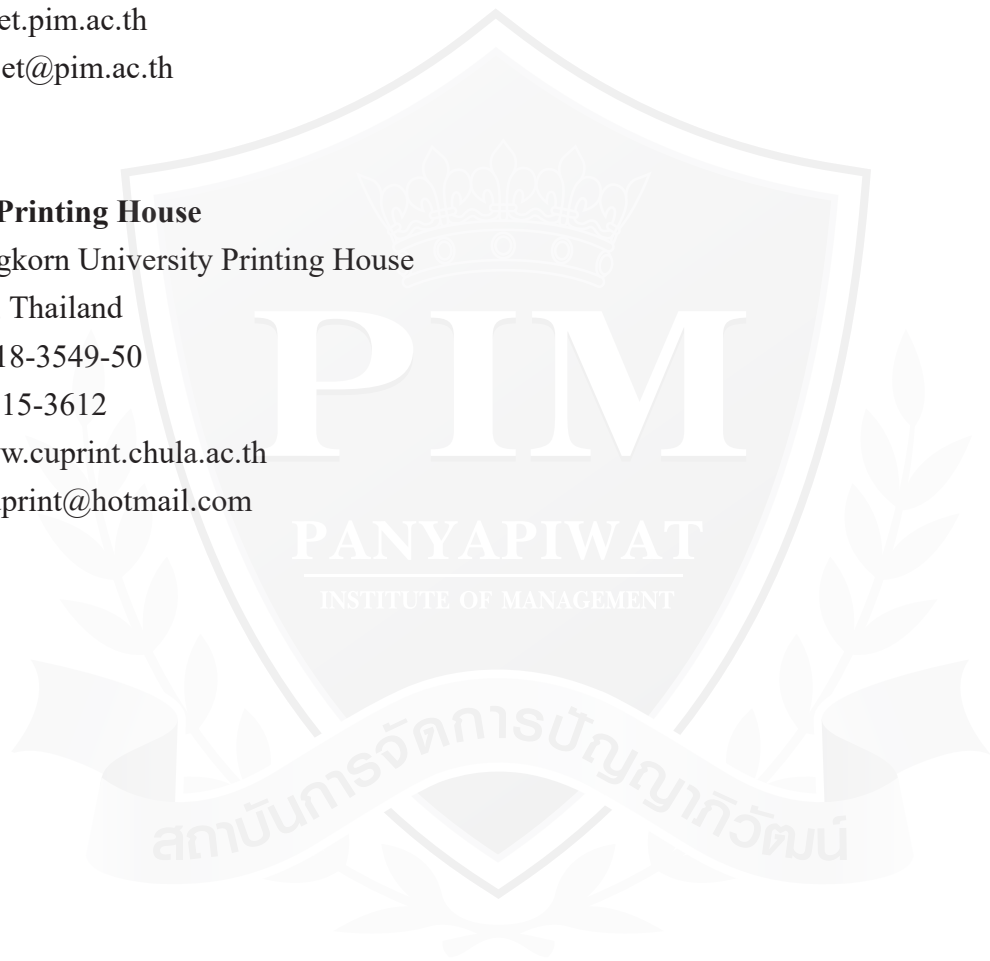 et.pim.ac.th
et@pim.ac.th
Printing House
gkorn University Printing House
Thailand
18-3549-50
15-3612
w.cuprint.chula.ac.th
print@hotmail.com
PIM
PANYAPIWAT
INSTITUTE OF MANAGEMENT
สถาบันการจัดการปัญญาภิวัฒน์